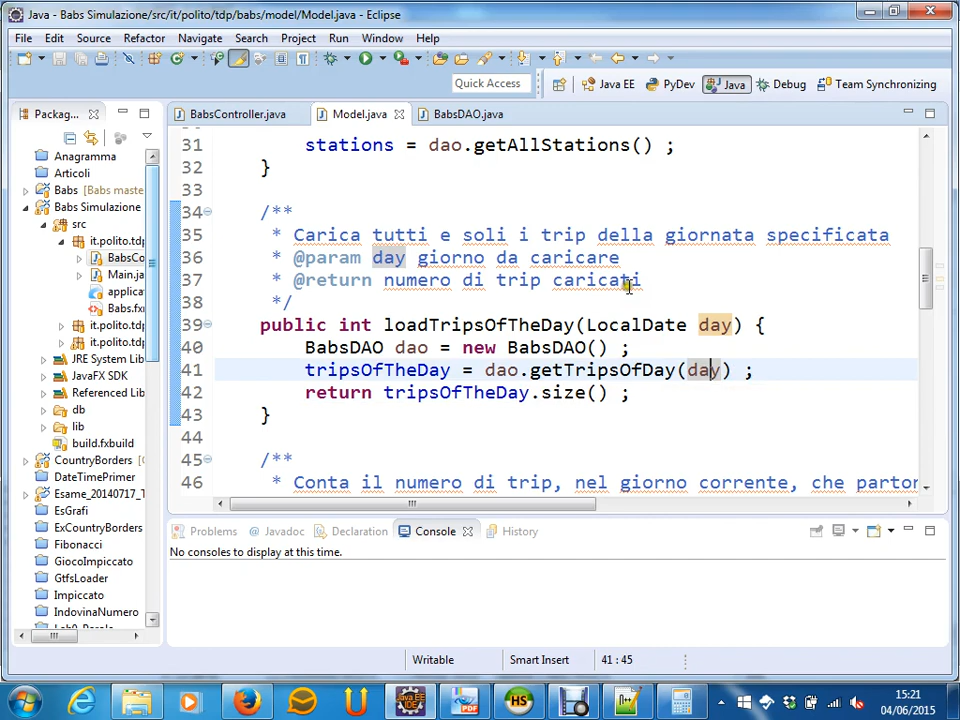 Java - Babs Simulazione/src/it/polito/tdp/babs/model/Model.java - Eclipse
File Edit Source Refactor Navigate Search Project Run Window Help
Quick Access
Java EE PyDev Java Debug Team Synchronizing
Packag...
BabsController.java Model.java BabsDAO.java
Anagramma
Articoli
Babs [Babs maste
Babs Simulazione
src
it.polito.tdp
BabsCo
Main.ja
applica
Babs.fx
it.polito.tdp
it.polito.tdp
JRE System Lib
JavaFX SDK
Referenced Lib
db
lib
build.fxbuild
CountryBorders
DateTimePrimer
Esame_20140717_T
EsGrafi
ExCountryBorders
Fibonacci
GiocoImpiccato
GtfsLoader
Impiccato
IndovinaNumero
31 stations = dao.getAllStations() ;
32 }
33
34 /**
35 * Carica tutti e soli i trip della giornata specificata
36 * @param day giorno da caricare
37 * @return numero di trip caricati
38 */
39 public int loadTripsOfTheDay(LocalDate day) {
40 BabsDAO dao = new BabsDAO() ;
41 tripsOfTheDay = dao.getTripsOfDay(day) ;
42 return tripsOfTheDay.size() ;
43 }
44
45 /**
46 * Conta il numero di trip, nel giorno corrente, che parton
Problems Javadoc Declaration Console History
No consoles to display at this time.
Writable Smart Insert 41 : 45
15:21
04/06/2015